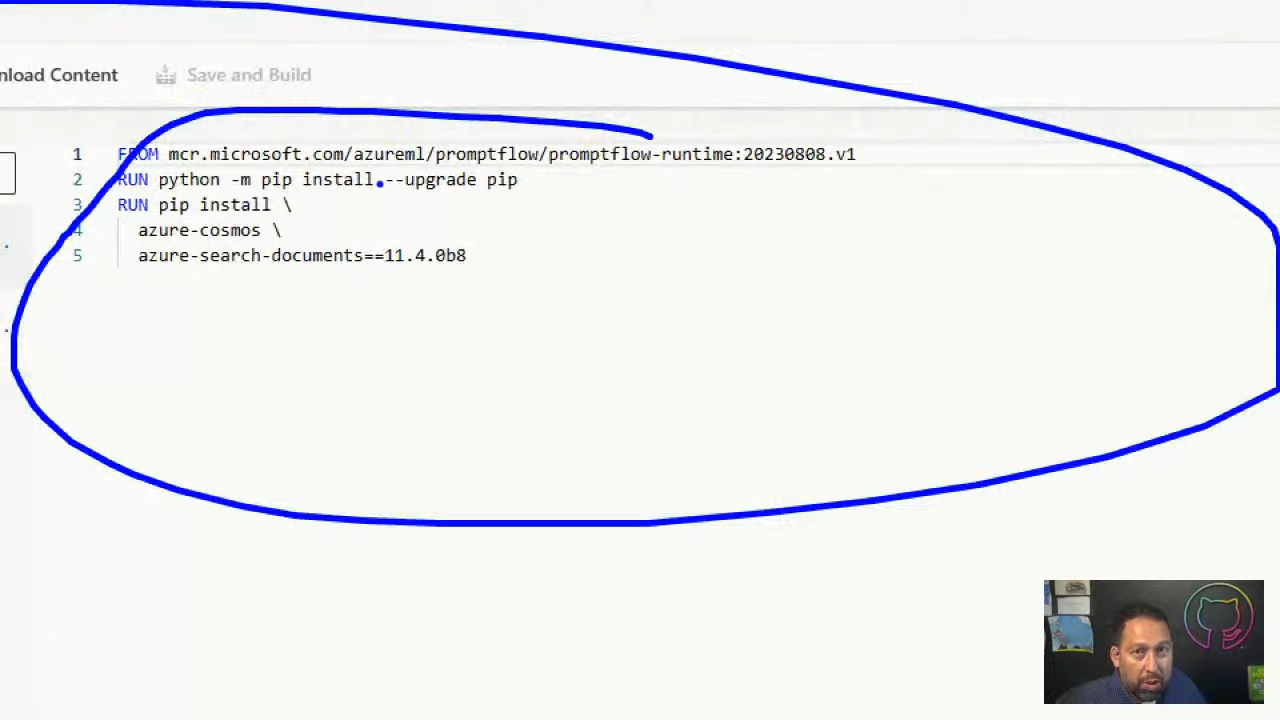 nload Content
Save and Build
1 FROM mcr.microsoft.com/azureml/promptflow/promptflow-runtime:20230808.v1
2 RUN python -m pip install --upgrade pip
3 RUN pip install \
4 azure-cosmos \
5 azure-search-documents==11.4.0b8